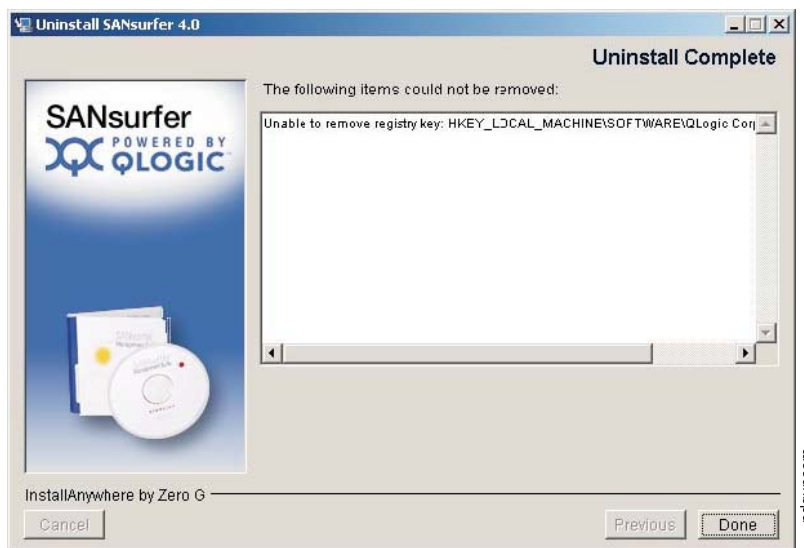 Uninstall SANsurfer 4.0
Uninstall Complete
The following items could not be removed:
SANsurfer
POWERED BY
QLOGIC
Unable to remove registry key: HKEY_LOCAL_MACHINE\SOFTWARE\QLogic Corp
InstallAnywhere by Zero G
Cancel
Previous
Done